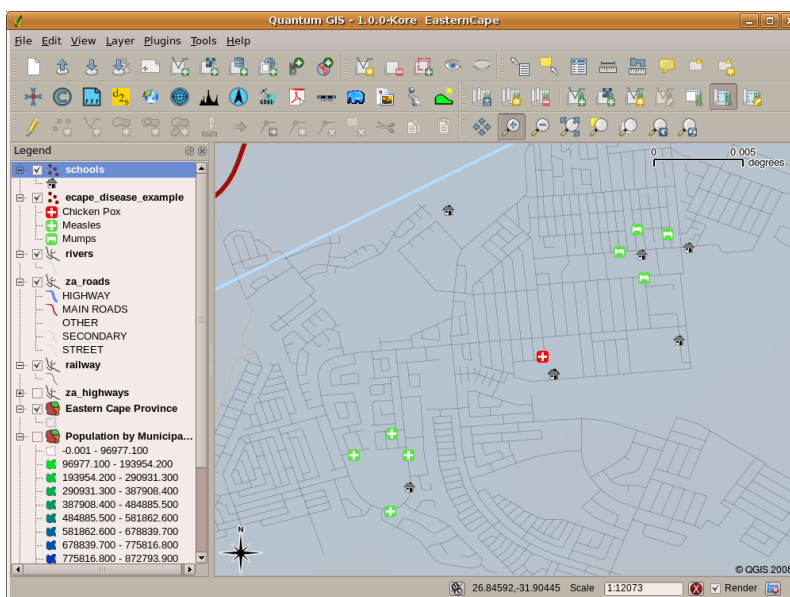 Quantum GIS - 1.0.0-Kore EasternCape
File Edit View Layer Plugins Tools Help
Legend
schools
ecape_disease_example
Chicken Pox
Measles
Mumps
rivers
za_roads
HIGHWAY
MAIN ROADS
OTHER
SECONDARY
STREET
railway
za_highways
Eastern Cape Province
Population by Municipa...
-0.001 - 96977.100
96977.100 - 193954.200
193954.200 - 290931.300
290931.300 - 387908.400
387908.400 - 484885.500
484885.500 - 581862.600
581862.600 - 678839.700
678839.700 - 775816.800
775816.800 - 872793.900
0 0.005
degrees
N
© QGIS 2008
26.84592,-31.90445 Scale 1:12073 Render